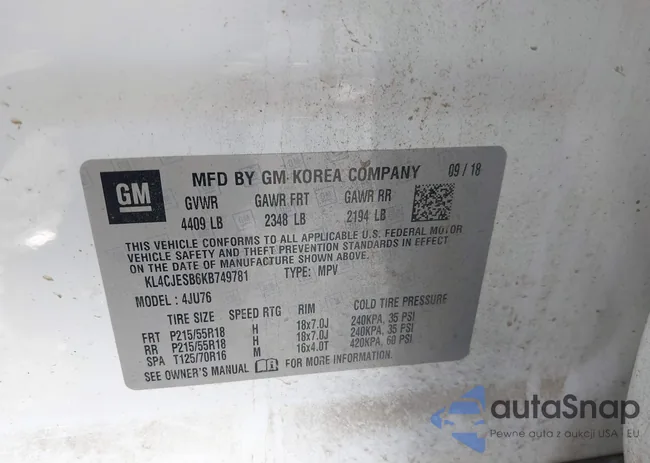 GM
MFD BY GM KOREA COMPANY 09 / 18
GVWR GAWR FRT GAWR RR
4409 LB 2348 LB 2194 LB
THIS VEHICLE CONFORMS TO ALL APPLICABLE U.S. FEDERAL MOTOR
VEHICLE SAFETY AND THEFT PREVENTION STANDARDS IN EFFECT ON
THE DATE OF MANUFACTURE SHOWN ABOVE.
KL4CJESB6KB749781 TYPE: MPV
MODEL : 4JU76
TIRE SIZE SPEED RTG RIM COLD TIRE PRESSURE
FRT P215/55R18 H 18x7.0J 240KPA, 35 PSI
RR P215/55R18 H 18x7.0J 240KPA, 35 PSI
SPA T125/70R16 M 16x4.0T 420KPA, 60 PSI
SEE OWNER'S MANUAL FOR MORE INFORMATION.
autaSnap
Pewne auta z aukcji USA i EU